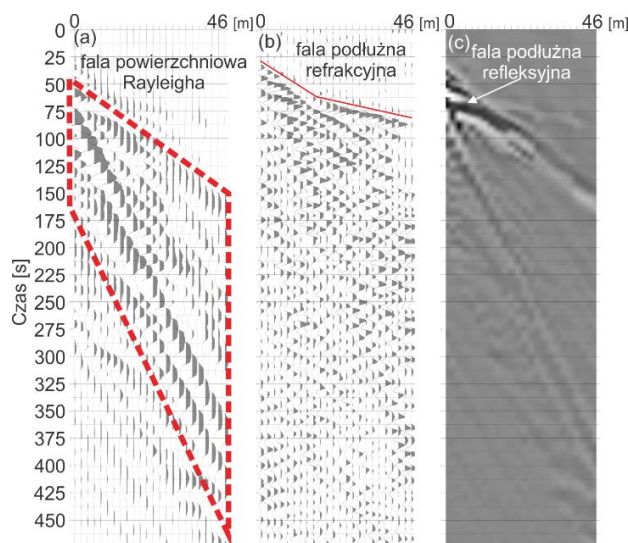 0 46 [m] 0 46 [m] 0 46 [m]
(a) (b) (c)
fala powierzchniowa
Rayleigha
fala podłużna
refrakcyjna
fala podłużna
refleksyjna
Czas [s]
0
25
50
75
100
125
150
175
200
225
250
275
300
325
350
375
400
425
450